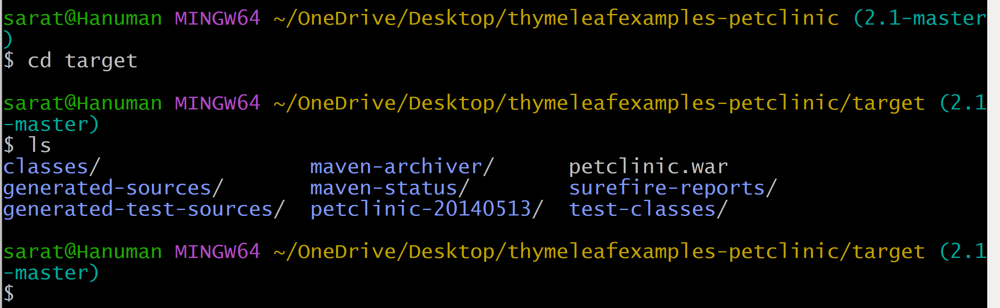 sarat@Hanuman MINGW64 ~/OneDrive/Desktop/thymeleafexamples-petclinic (2.1-master
)
$ cd target
sarat@Hanuman MINGW64 ~/OneDrive/Desktop/thymeleafexamples-petclinic/target (2.1
-master)
$ ls
classes/ maven-archiver/ petclinic.war
generated-sources/ maven-status/ surefire-reports/
generated-test-sources/ petclinic-20140513/ test-classes/
sarat@Hanuman MINGW64 ~/OneDrive/Desktop/thymeleafexamples-petclinic/target (2.1
-master)
$